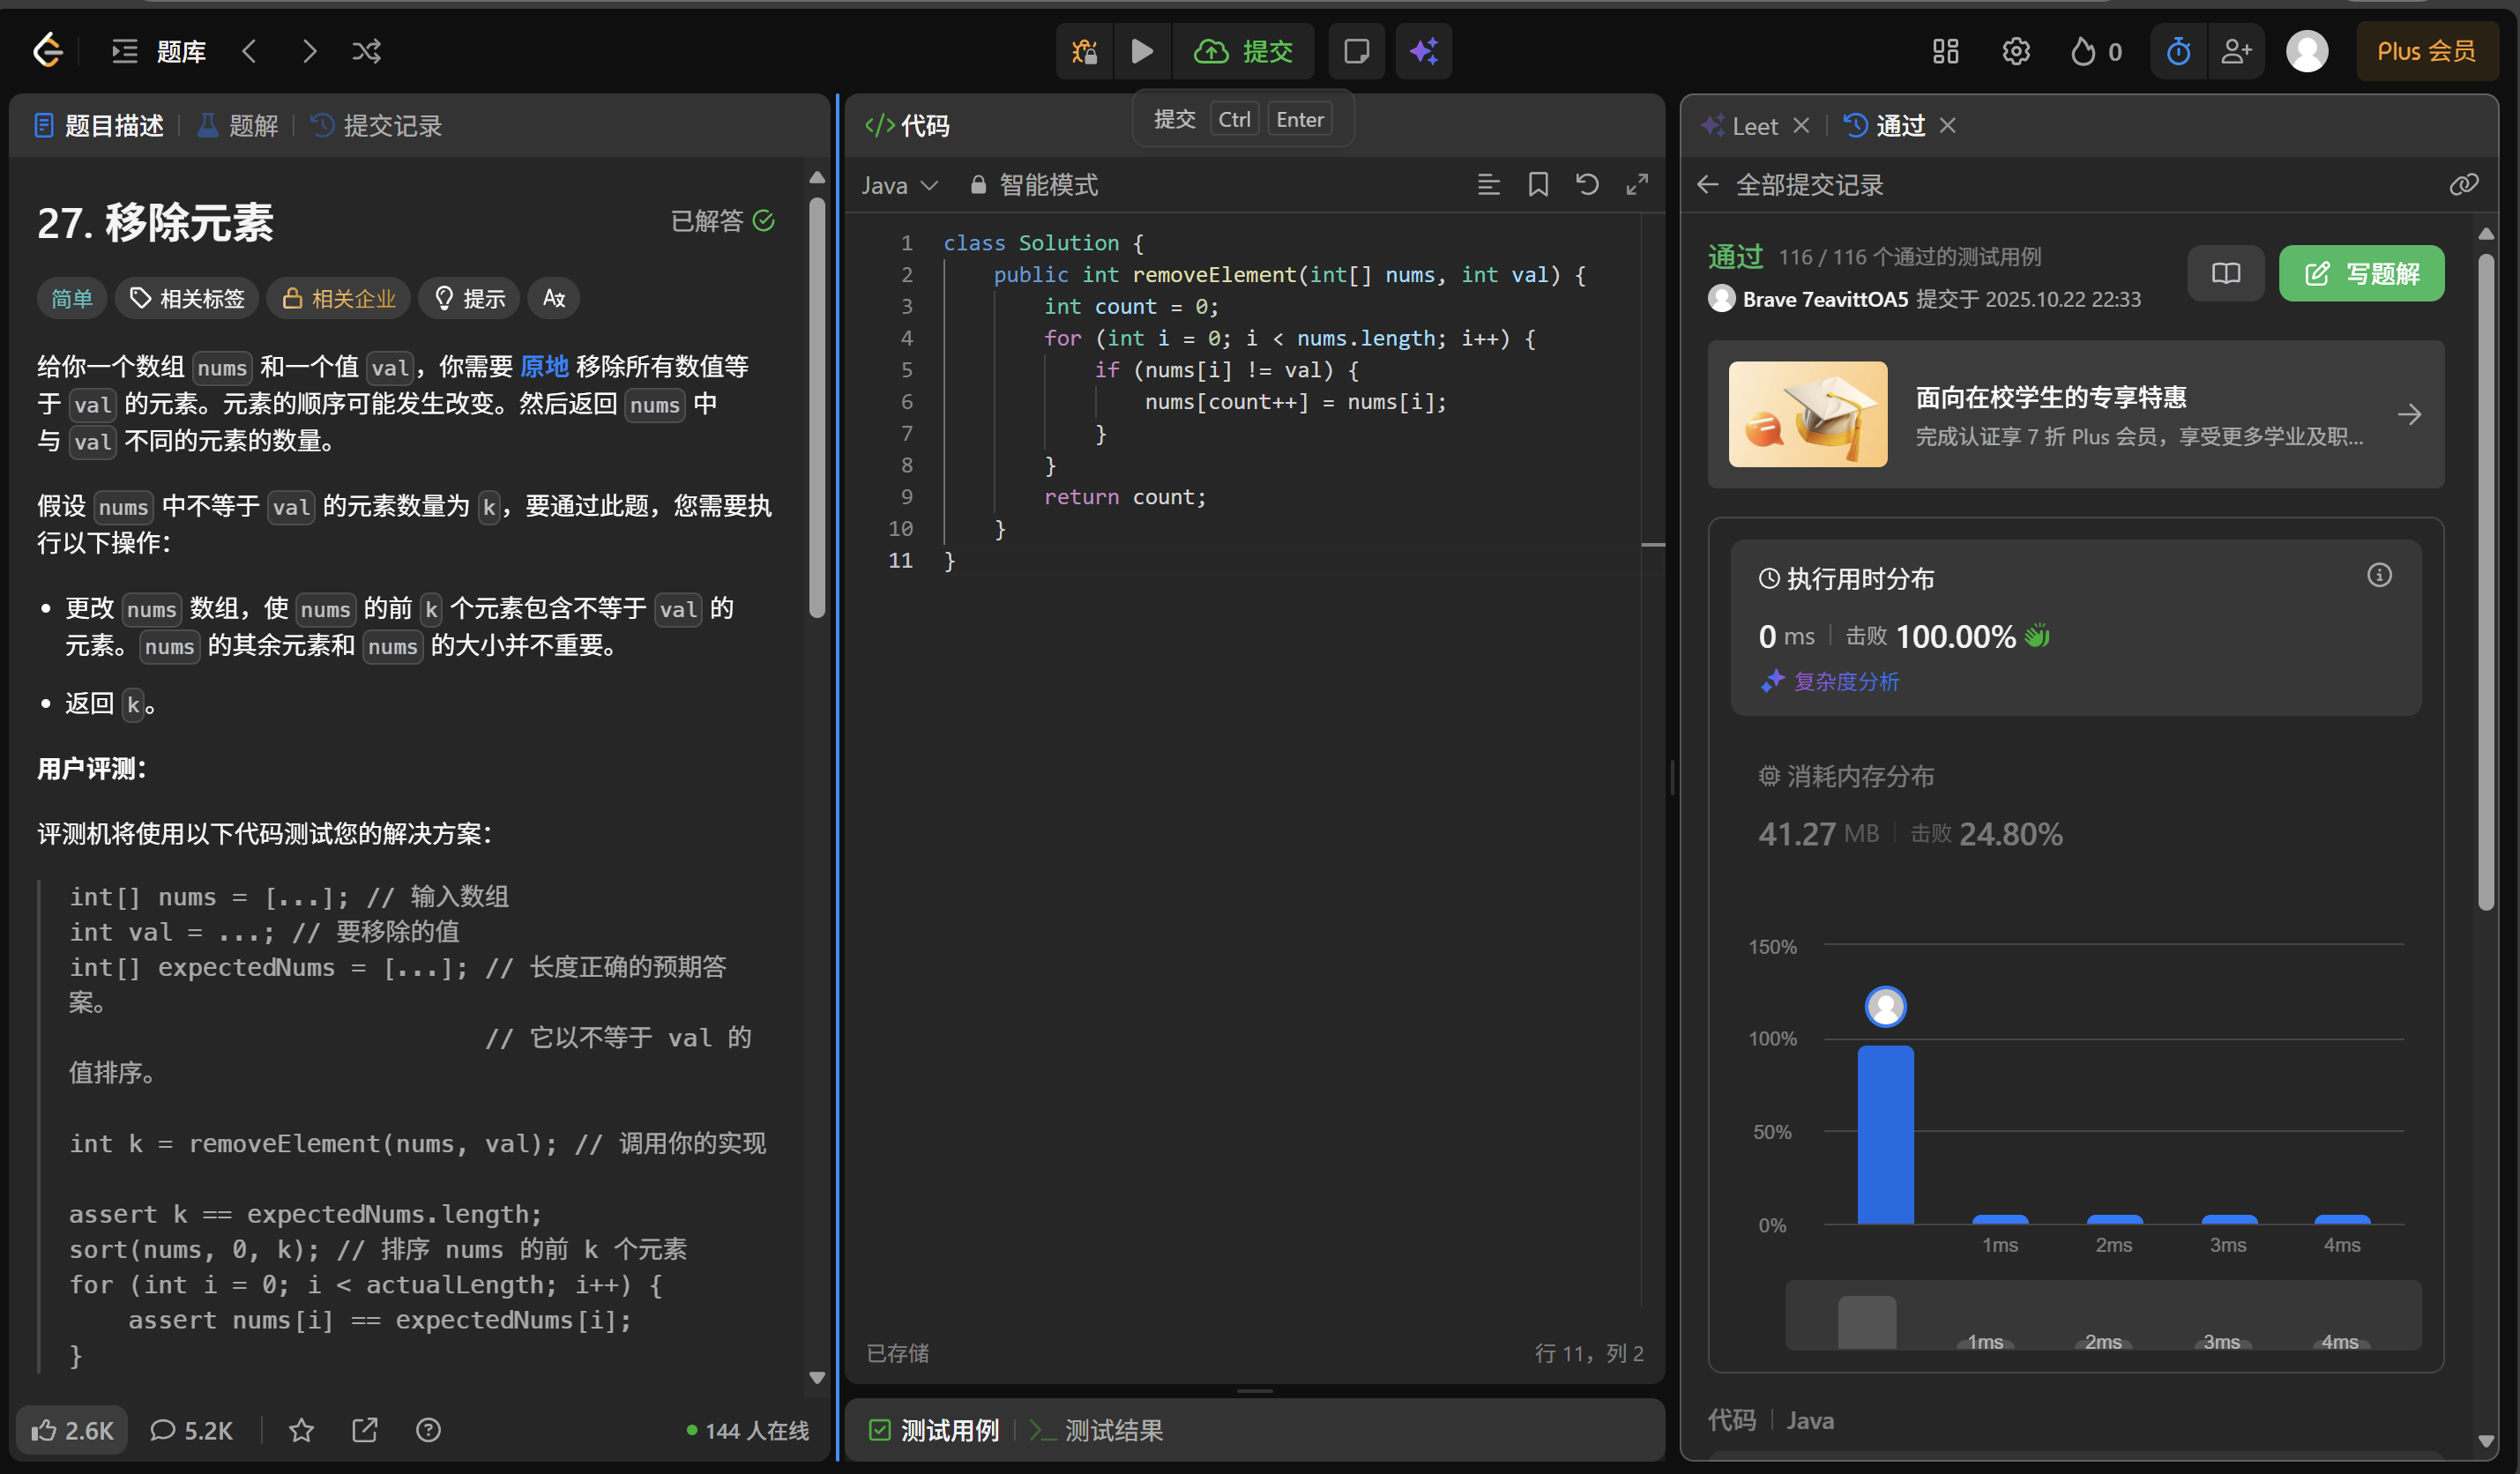 题库
提交
0
Plus 会员
提交 Ctrl Enter
题目描述
题解
提交记录
27. 移除元素
已解答
简单
相关标签
相关企业
提示
给你一个数组 nums 和一个值 val，你需要 原地 移除所有数值等
于 val 的元素。元素的顺序可能发生改变。然后返回 nums 中
与 val 不同的元素的数量。
假设 nums 中不等于 val 的元素数量为 k，要通过此题，您需要执
行以下操作：
• 更改 nums 数组，使 nums 的前 k 个元素包含不等于 val 的
元素。nums 的其余元素和 nums 的大小并不重要。
• 返回 k。
用户评测：
评测机将使用以下代码测试您的解决方案：
int[] nums = [...]; // 输入数组
int val = ...; // 要移除的值
int[] expectedNums = [...]; // 长度正确的预期答
案。
// 它以不等于 val 的
值排序。
int k = removeElement(nums, val); // 调用你的实现
assert k == expectedNums.length;
sort(nums, 0, k); // 排序 nums 的前 k 个元素
for (int i = 0; i < actualLength; i++) {
    assert nums[i] == expectedNums[i];
}
2.6K
5.2K
144 人在线
</> 代码
Java
智能模式
1 class Solution {
2     public int removeElement(int[] nums, int val) {
3         int count = 0;
4         for (int i = 0; i < nums.length; i++) {
5             if (nums[i] != val) {
6                 nums[count++] = nums[i];
7             }
8         }
9         return count;
10     }
11 }
已存储
行 11，列 2
测试用例
测试结果
Leet
通过
全部提交记录
通过 116 / 116 个通过的测试用例
Brave 7eavittOA5 提交于 2025.10.22 22:33
写题解
面向在校学生的专享特惠
完成认证享 7 折 Plus 会员，享受更多学业及职...
执行用时分布
0 ms 击败 100.00%
复杂度分析
消耗内存分布
41.27 MB 击败 24.80%
150%
100%
50%
0%
1ms 2ms 3ms 4ms
1ms 2ms 3ms 4ms
代码 Java